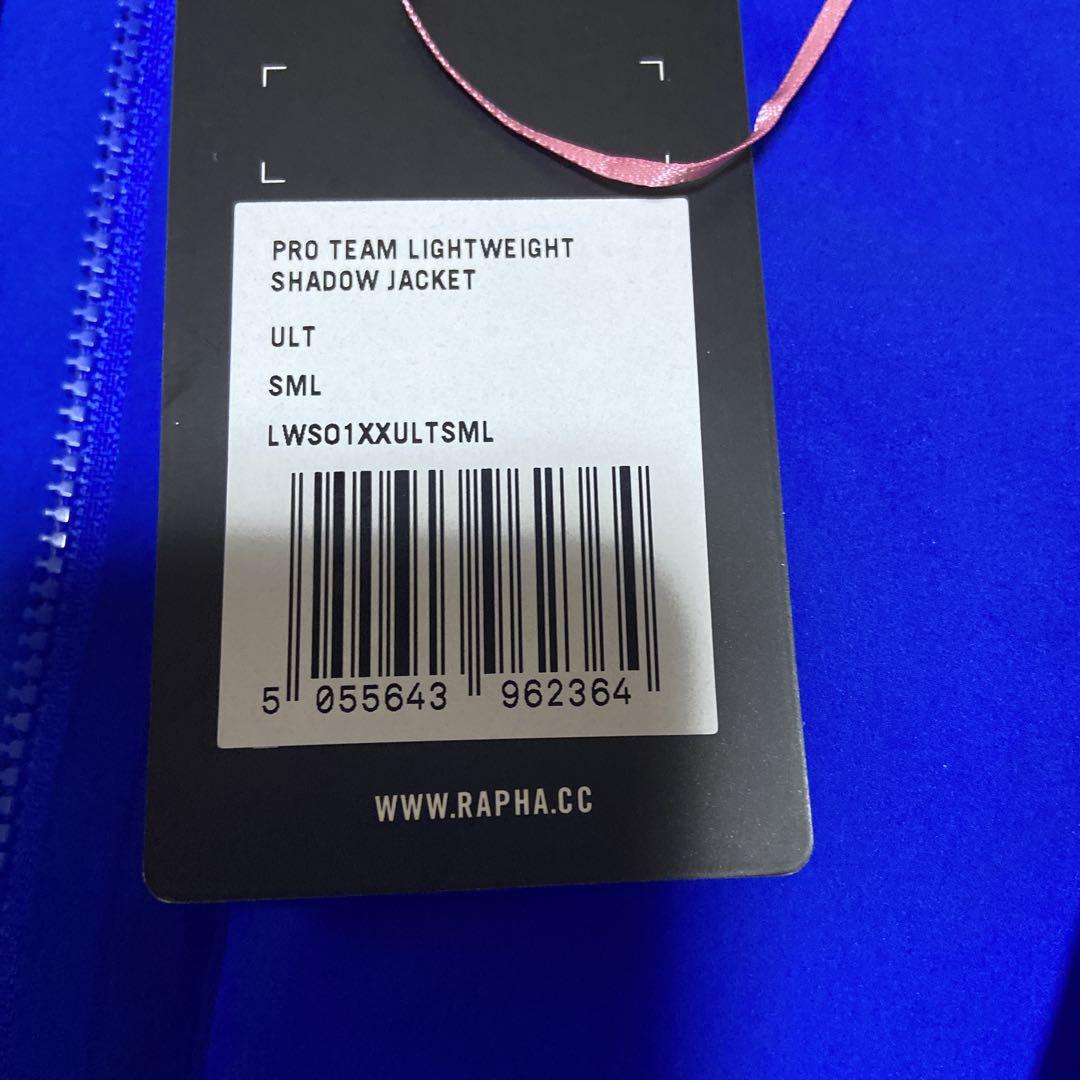 PRO TEAM LIGHTWEIGHT
SHADOW JACKET
ULT
SML
LWS01XXULTSML
5 055643 962364
WWW.RAPHA.CC